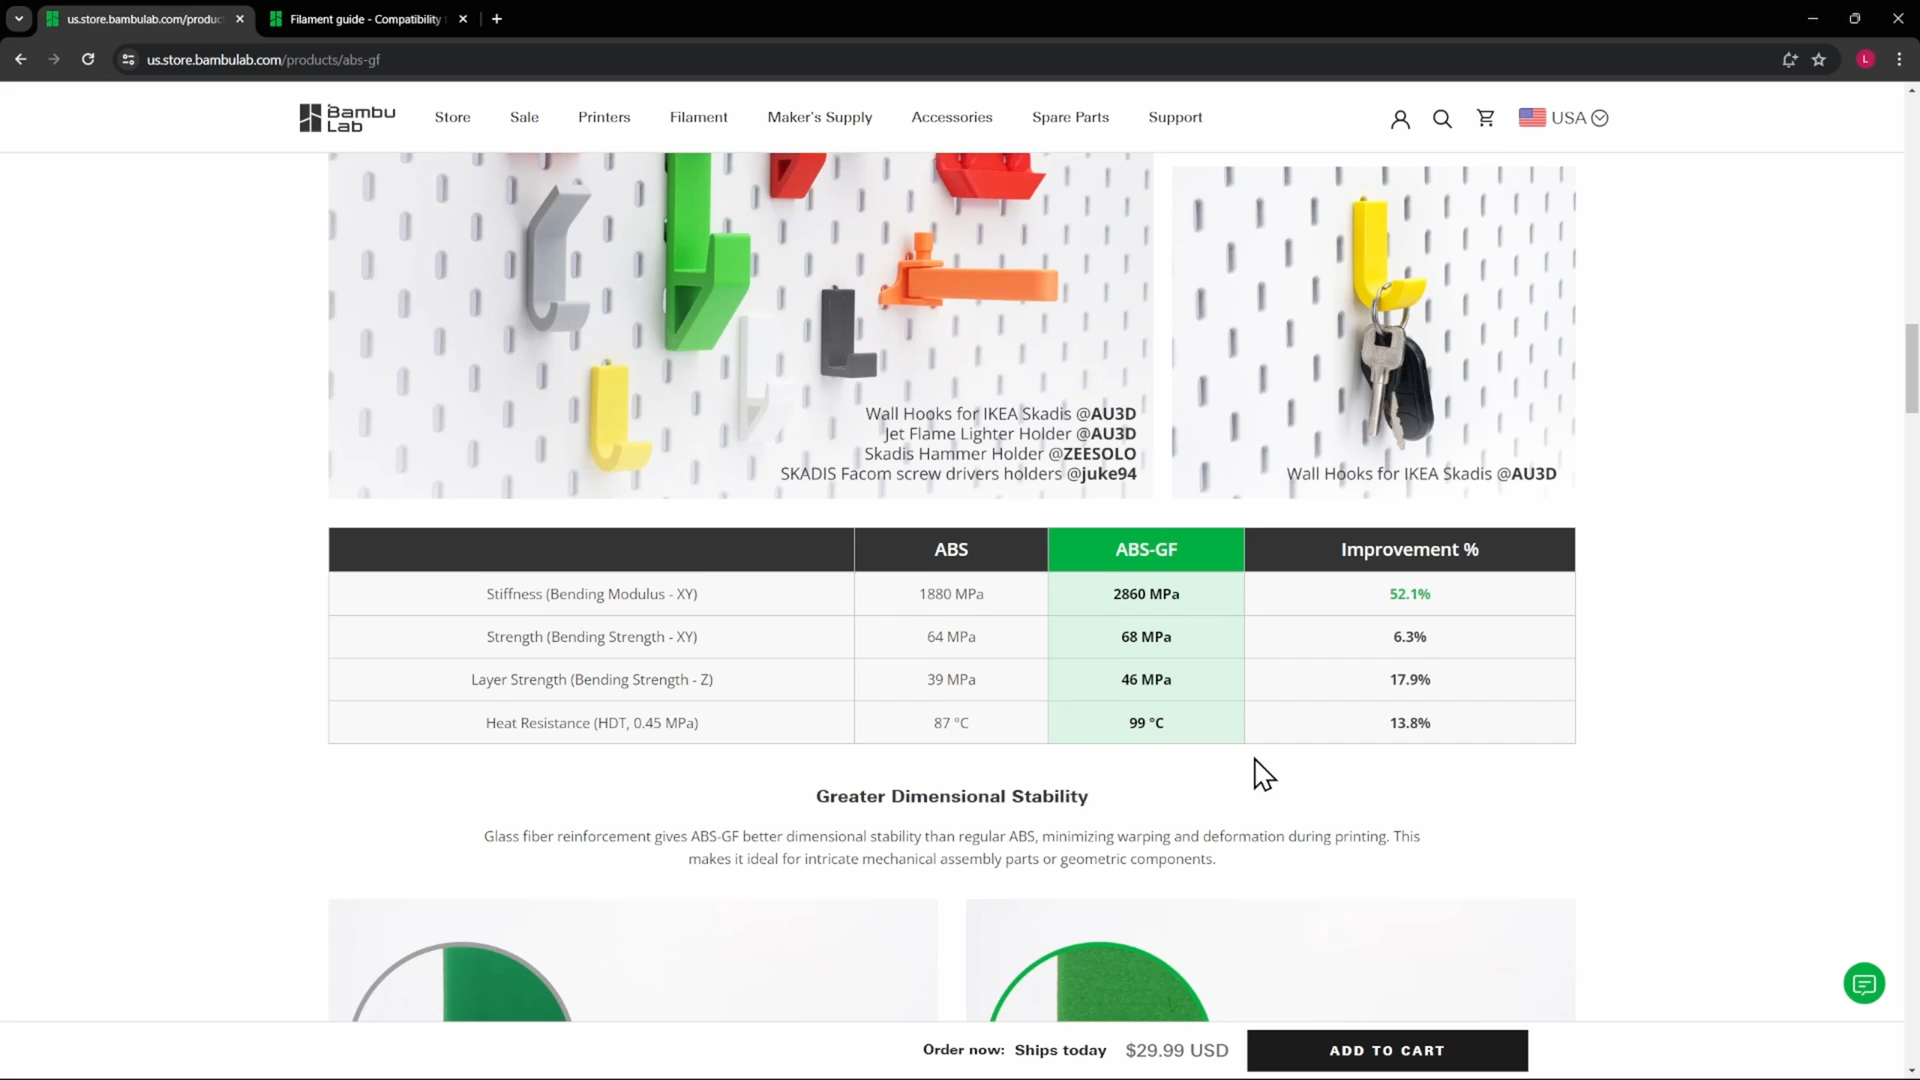 us.store.bambulab.com/produc
Filament guide - Compatibility
us.store.bambulab.com/products/abs-gf
L
Bambu
Lab
Store
Sale
Printers
Filament
Maker's Supply
Accessories
Spare Parts
Support
USA
Wall Hooks for IKEA Skadis @AU3D
Jet Flame Lighter Holder @AU3D
Skadis Hammer Holder @ZEESOLO
SKADIS Facom screw drivers holders @juke94
Wall Hooks for IKEA Skadis @AU3D
ABS ABS-GF Improvement %
Stiffness (Bending Modulus - XY) 1880 MPa 2860 MPa 52.1%
Strength (Bending Strength - XY) 64 MPa 68 MPa 6.3%
Layer Strength (Bending Strength - Z) 39 MPa 46 MPa 17.9%
Heat Resistance (HDT, 0.45 MPa) 87 °C 99 °C 13.8%
Greater Dimensional Stability
Glass fiber reinforcement gives ABS-GF better dimensional stability than regular ABS, minimizing warping and deformation during printing. This
makes it ideal for intricate mechanical assembly parts or geometric components.
Order now: Ships today $29.99 USD ADD TO CART